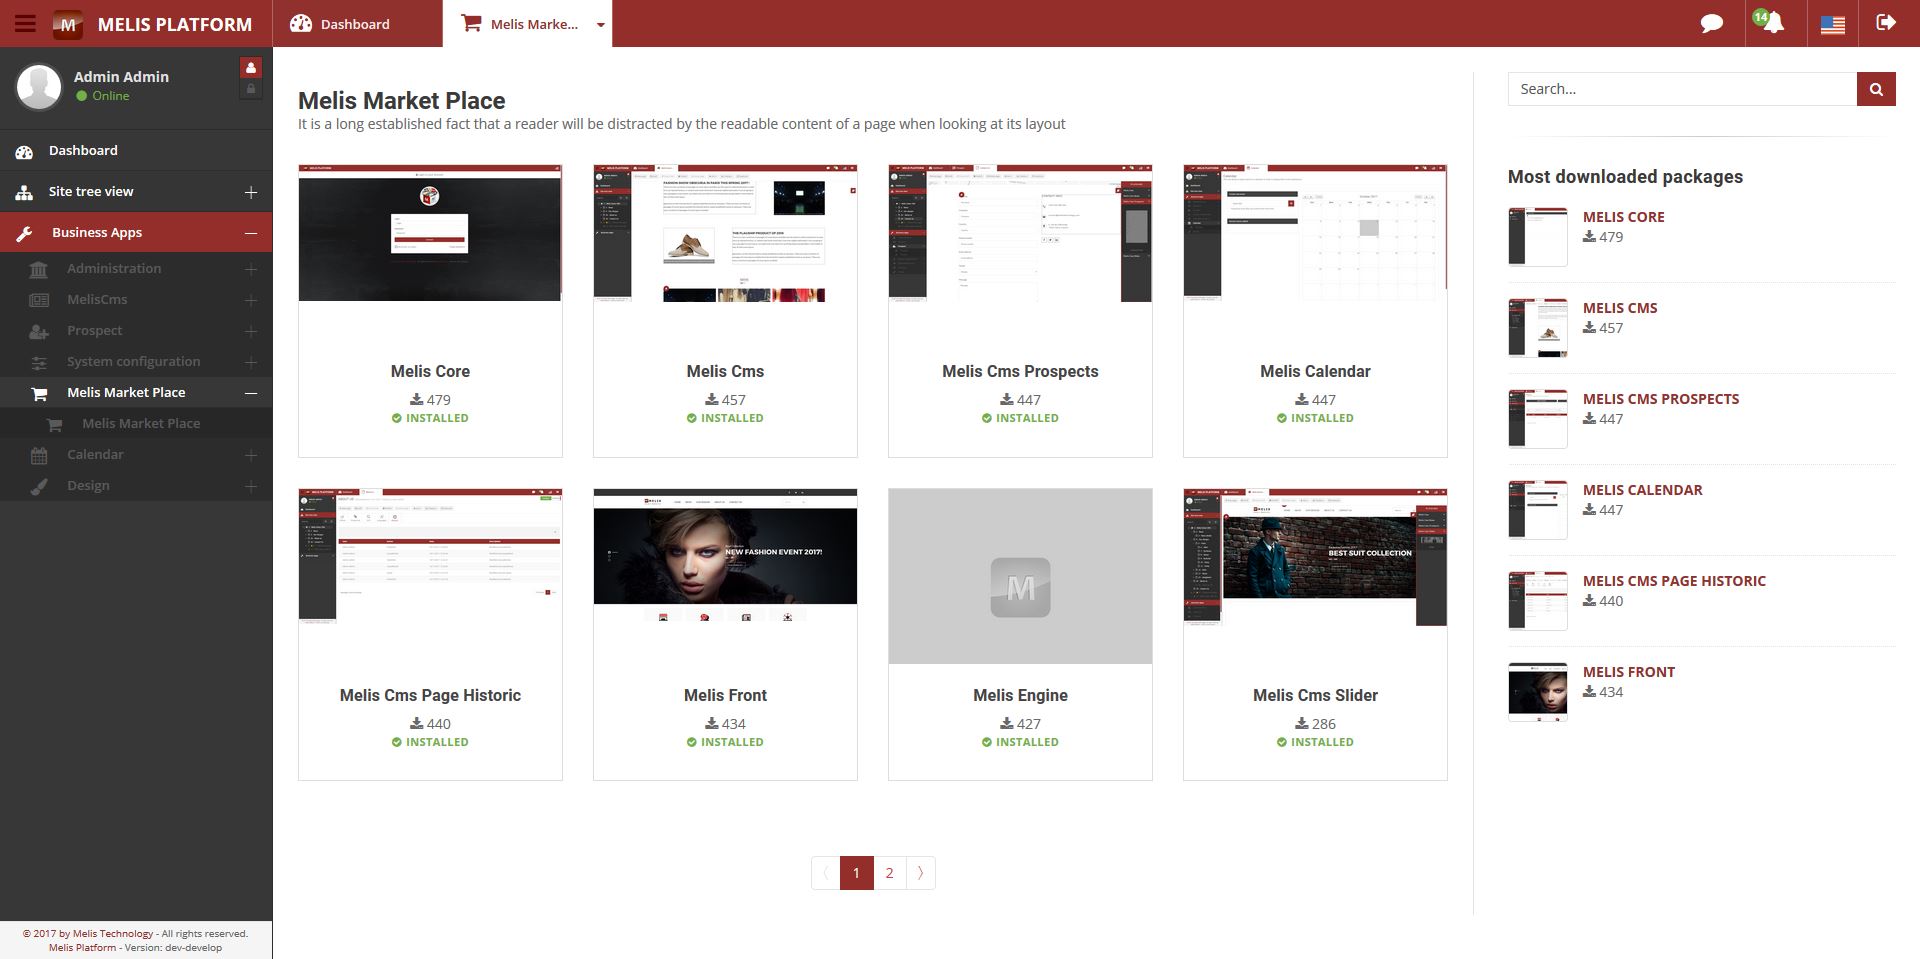 MELIS PLATFORM
Dashboard
Melis Marke...
14
Admin Admin
Online
Dashboard
Site tree view
Business Apps
Administration
MelisCms
Prospect
System configuration
Melis Market Place
Melis Market Place
Calendar
Design
© 2017 by Melis Technology - All rights reserved.
Melis Platform - Version: dev-develop
Melis Market Place
It is a long established fact that a reader will be distracted by the readable content of a page when looking at its layout
Melis Core
479
INSTALLED
Melis Cms
457
INSTALLED
Melis Cms Prospects
447
INSTALLED
Melis Calendar
447
INSTALLED
Melis Cms Page Historic
440
INSTALLED
NEW FASHION EVENT 2017!
Melis Front
434
INSTALLED
M
Melis Engine
427
INSTALLED
BEST SUIT COLLECTION
Melis Cms Slider
286
INSTALLED
1
2
Search...
Most downloaded packages
MELIS CORE
479
MELIS CMS
457
MELIS CMS PROSPECTS
447
MELIS CALENDAR
447
MELIS CMS PAGE HISTORIC
440
MELIS FRONT
434